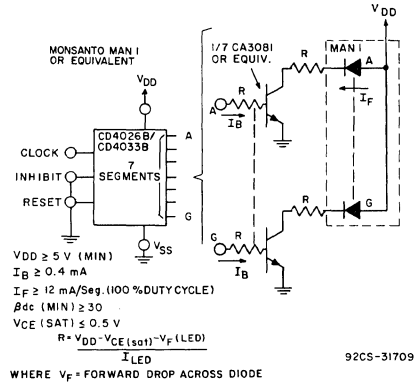 MONSANTO MAN I
OR EQUIVALENT
VDD
CD4026B/
CD4033B
7
SEGMENTS
CLOCK
INHIBIT
RESET
A
G
VSS
1/7 CA3081
OR EQUIV.
R
A
IB
R
MAN I
A
IF
VDD
R
G
G
R
IB
VDD ≥ 5 V (MIN)
IB ≥ 0.4 mA
IF ≥ 12 mA/Seg. (100 % DUTY CYCLE)
βdc (MIN) ≥ 30
VCE (SAT) ≤ 0.5 V
R = VDD - VCE(sat) - VF (LED)
ILED
WHERE VF = FORWARD DROP ACROSS DIODE
92CS-31709